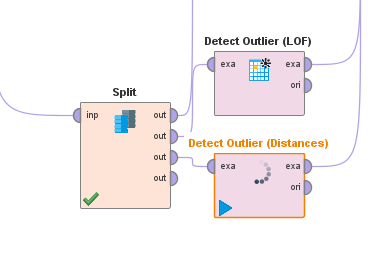 Detect Outlier (LOF)
exa
exa
ori
Split
inp
out
out
out
out
Detect Outlier (Distances)
exa
exa
ori